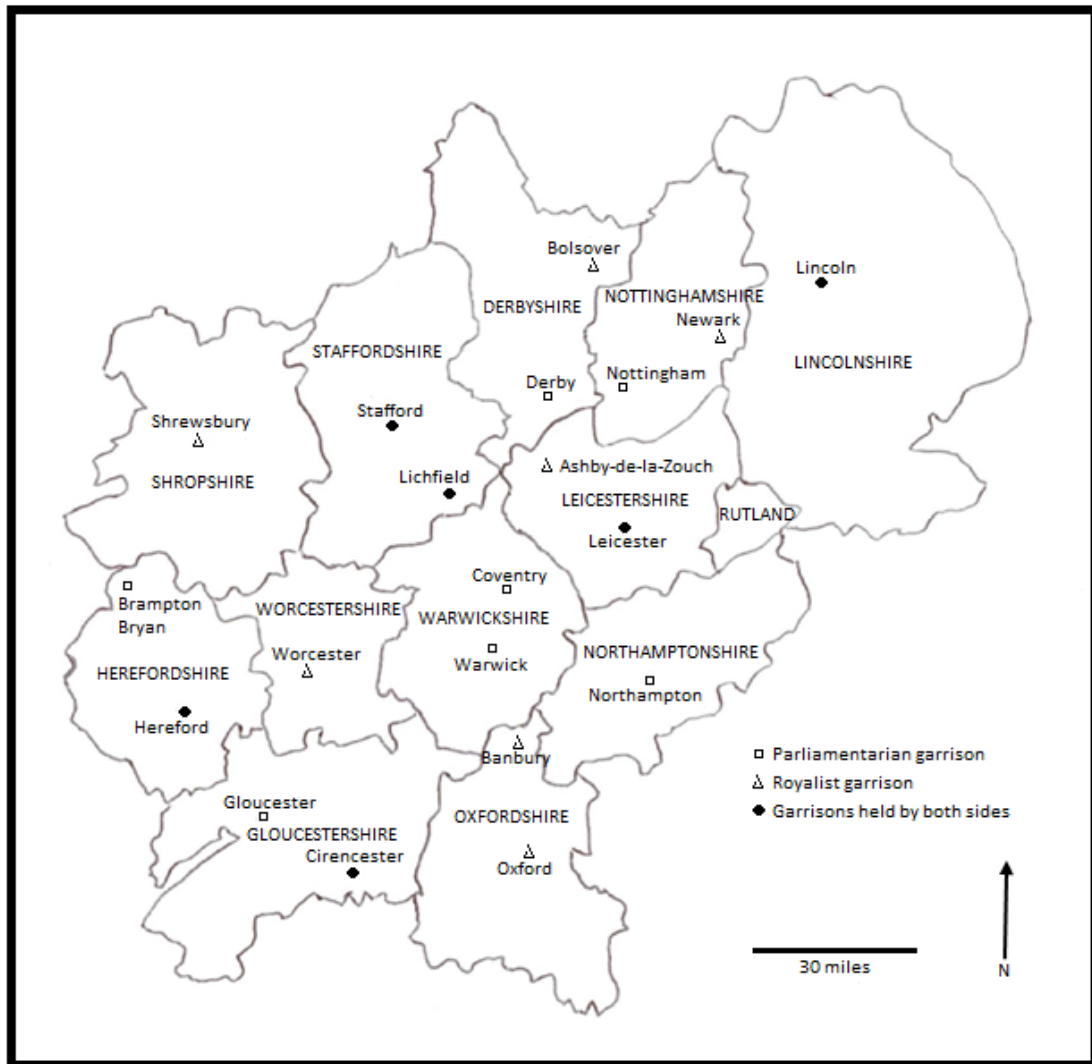 Bolsover
Lincoln
DERBYSHIRE
NOTTINGHAMSHIRE
Newark
STAFFORDSHIRE
LINCOLNSHIRE
Derby
Nottingham
Stafford
Shrewsbury
Ashby-de-la-Zouch
Lichfield
SHROPSHIRE
LEICESTERSHIRE
RUTLAND
Leicester
Coventry
Brampton
Bryan
WORCESTERSHIRE
WARWICKSHIRE
Worcester
Warwick
NORTHAMPTONSHIRE
HEREFORDSHIRE
Northampton
Hereford
Banbury
Parliamentarian garrison
Royalist garrison
Garrisons held by both sides
Gloucester
GLOUCESTERSHIRE
OXFORDSHIRE
Cirencester
Oxford
30 miles
N